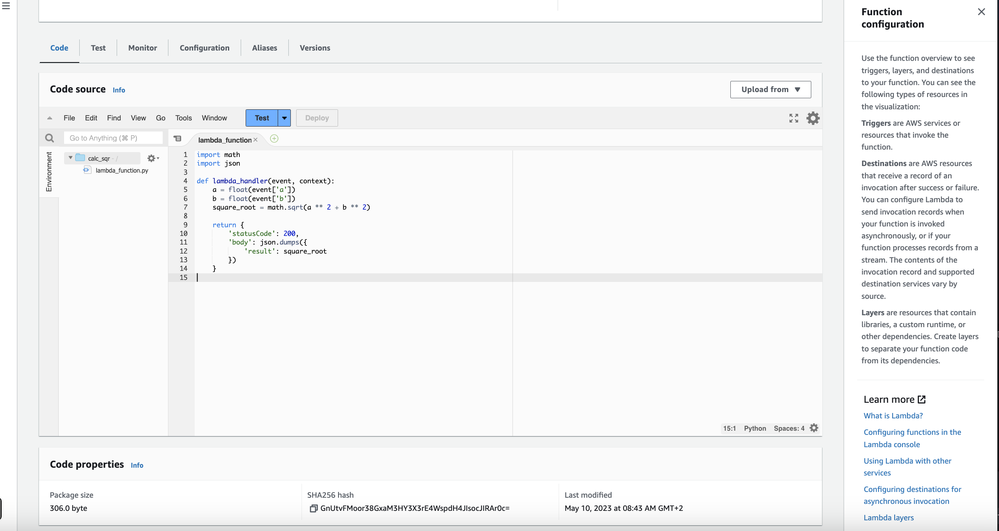 Code
Test
Monitor
Configuration
Aliases
Versions
Code source Info
Upload from
File Edit Find View Go Tools Window
Test
Deploy
Go to Anything (⌘ P)
Environment
calc_sqr - /
lambda_function.py
lambda_function
1 import math
2 import json
3
4 def lambda_handler(event, context):
5     a = float(event['a'])
6     b = float(event['b'])
7     square_root = math.sqrt(a ** 2 + b ** 2)
8
9     return {
10         'statusCode': 200,
11         'body': json.dumps({
12             'result': square_root
13         })
14     }
15
15:1 Python Spaces: 4
Code properties Info
Package size
306.0 byte
SHA256 hash
GnUtvFMoor38GxaM3HY3X3rE4WspdH4JIsocJIRAr0c=
Last modified
May 10, 2023 at 08:43 AM GMT+2
Function
configuration
Use the function overview to see
triggers, layers, and destinations
to your function. You can see the
following types of resources in
the visualization:
Triggers are AWS services or
resources that invoke the
function.
Destinations are AWS resources
that receive a record of an
invocation after success or failure.
You can configure Lambda to
send invocation records when
your function is invoked
asynchronously, or if your
function processes records from a
stream. The contents of the
invocation record and supported
destination services vary by
source.
Layers are resources that contain
libraries, a custom runtime, or
other dependencies. Create layers
to separate your function code
from its dependencies.
Learn more
What is Lambda?
Configuring functions in the
Lambda console
Using Lambda with other
services
Configuring destinations for
asynchronous invocation
Lambda layers